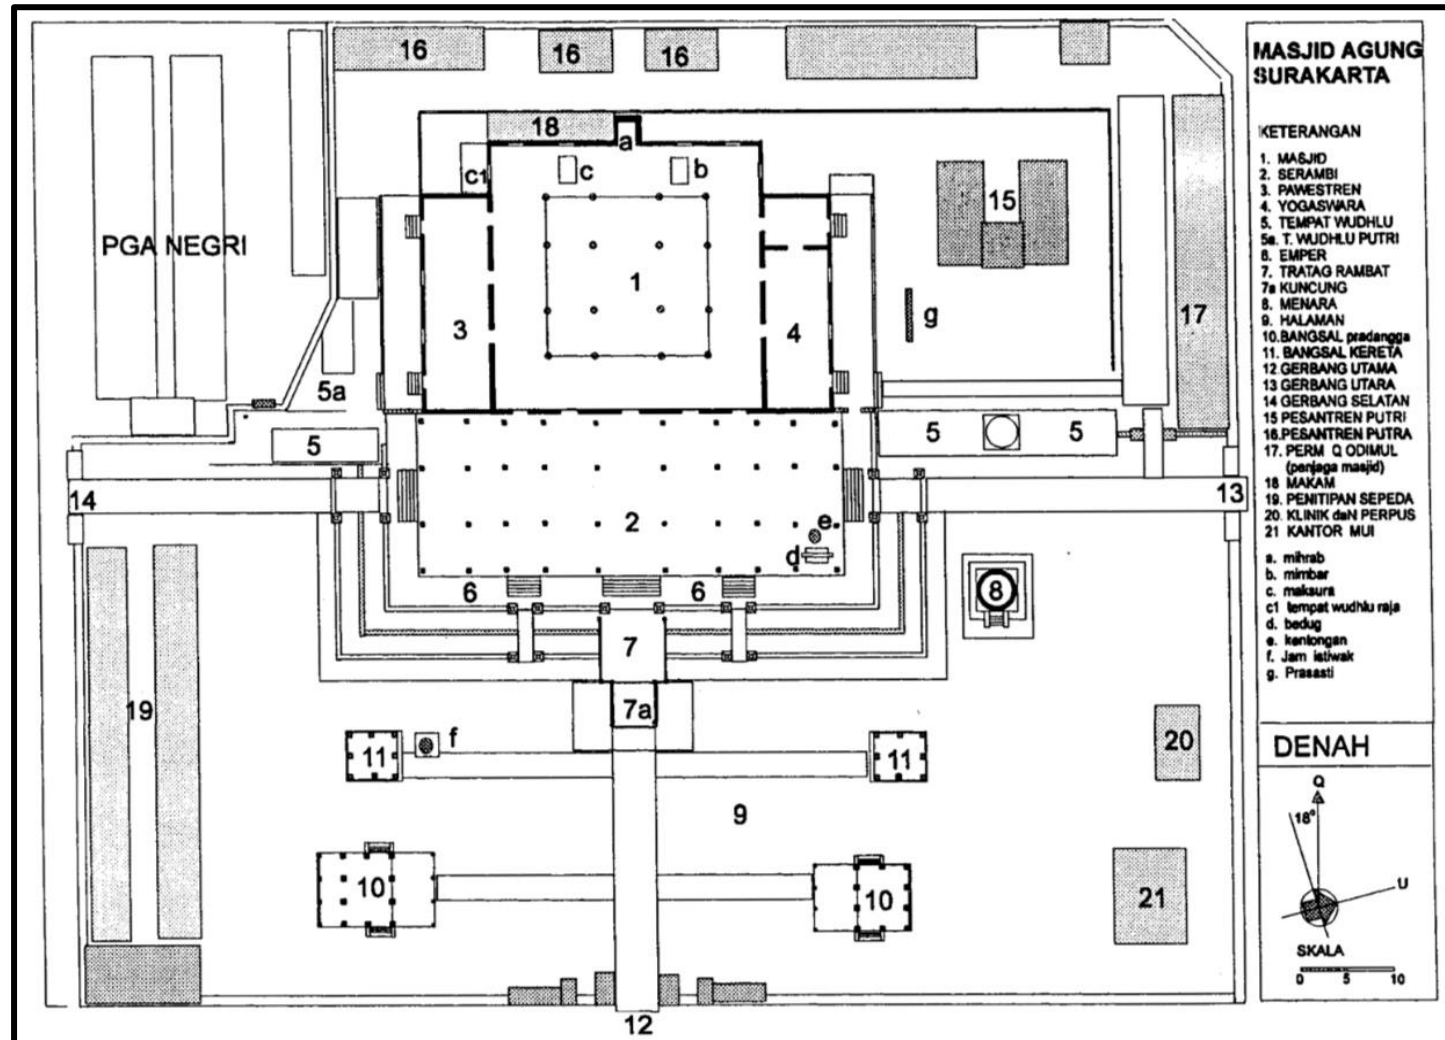 16
16
16
18
a
c1
c
b
15
PGA NEGRI
1
3
4
g
17
5a
5
5
5
14
13
2
e
d
6
6
8
7
7a
19
11
f
11
20
9
10
10
21
12
MASJID AGUNG
SURAKARTA
KETERANGAN
1. MASJID
2. SERAMBI
3. PAWESTREN
4. YOGASWARA
5. TEMPAT WUDHLU
5a. T. WUDHLU PUTRI
6. EMPER
7. TRATAG RAMBAT
7a KUNCUNG
8. MENARA
9. HALAMAN
10. BANGSAL pradangga
11. BANGSAL KERETA
12 GERBANG UTAMA
13 GERBANG UTARA
14 GERBANG SELATAN
15 PESANTREN PUTRI
16. PESANTREN PUTRA
17. PERM Q ODIMUL
(penjaga masjid)
18 MAKAM
19. PENITIPAN SEPEDA
20. KLINIK daN PERPUS
21 KANTOR MUI
a. mihrab
b. mimbar
c. maksura
c1 tempat wudhlu raja
d. bedug
e. kentongan
f. Jam istiwak
g. Prasasti
DENAH
Q
18°
U
SKALA
0 5 10